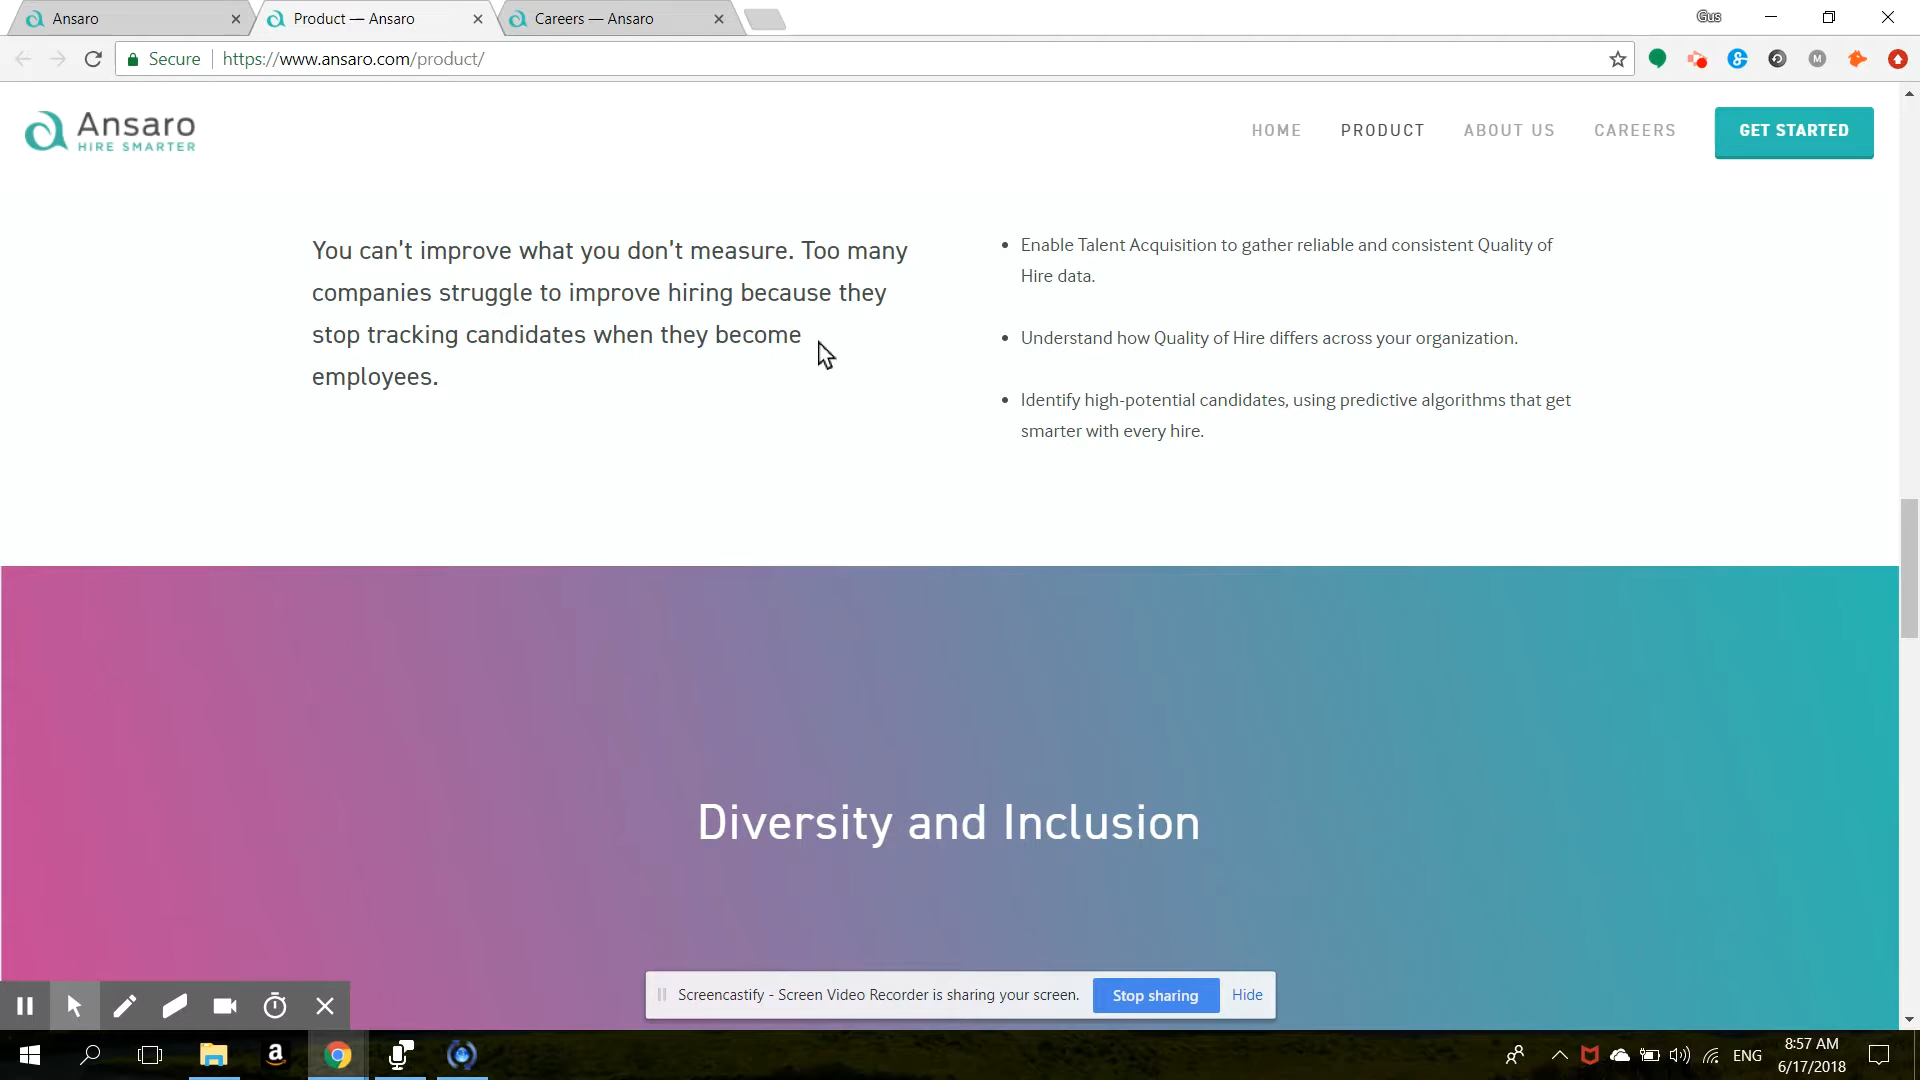 Ansaro
Product — Ansaro
Careers — Ansaro
Gus
Secure
https://www.ansaro.com/product/
M
Ansaro
HIRE SMARTER
HOME
PRODUCT
ABOUT US
CAREERS
GET STARTED
You can't improve what you don't measure. Too many
companies struggle to improve hiring because they
stop tracking candidates when they become
employees.
• Enable Talent Acquisition to gather reliable and consistent Quality of
Hire data.
• Understand how Quality of Hire differs across your organization.
• Identify high-potential candidates, using predictive algorithms that get
smarter with every hire.
Diversity and Inclusion
Screencastify - Screen Video Recorder is sharing your screen.
Stop sharing
Hide
a
ENG
8:57 AM
6/17/2018